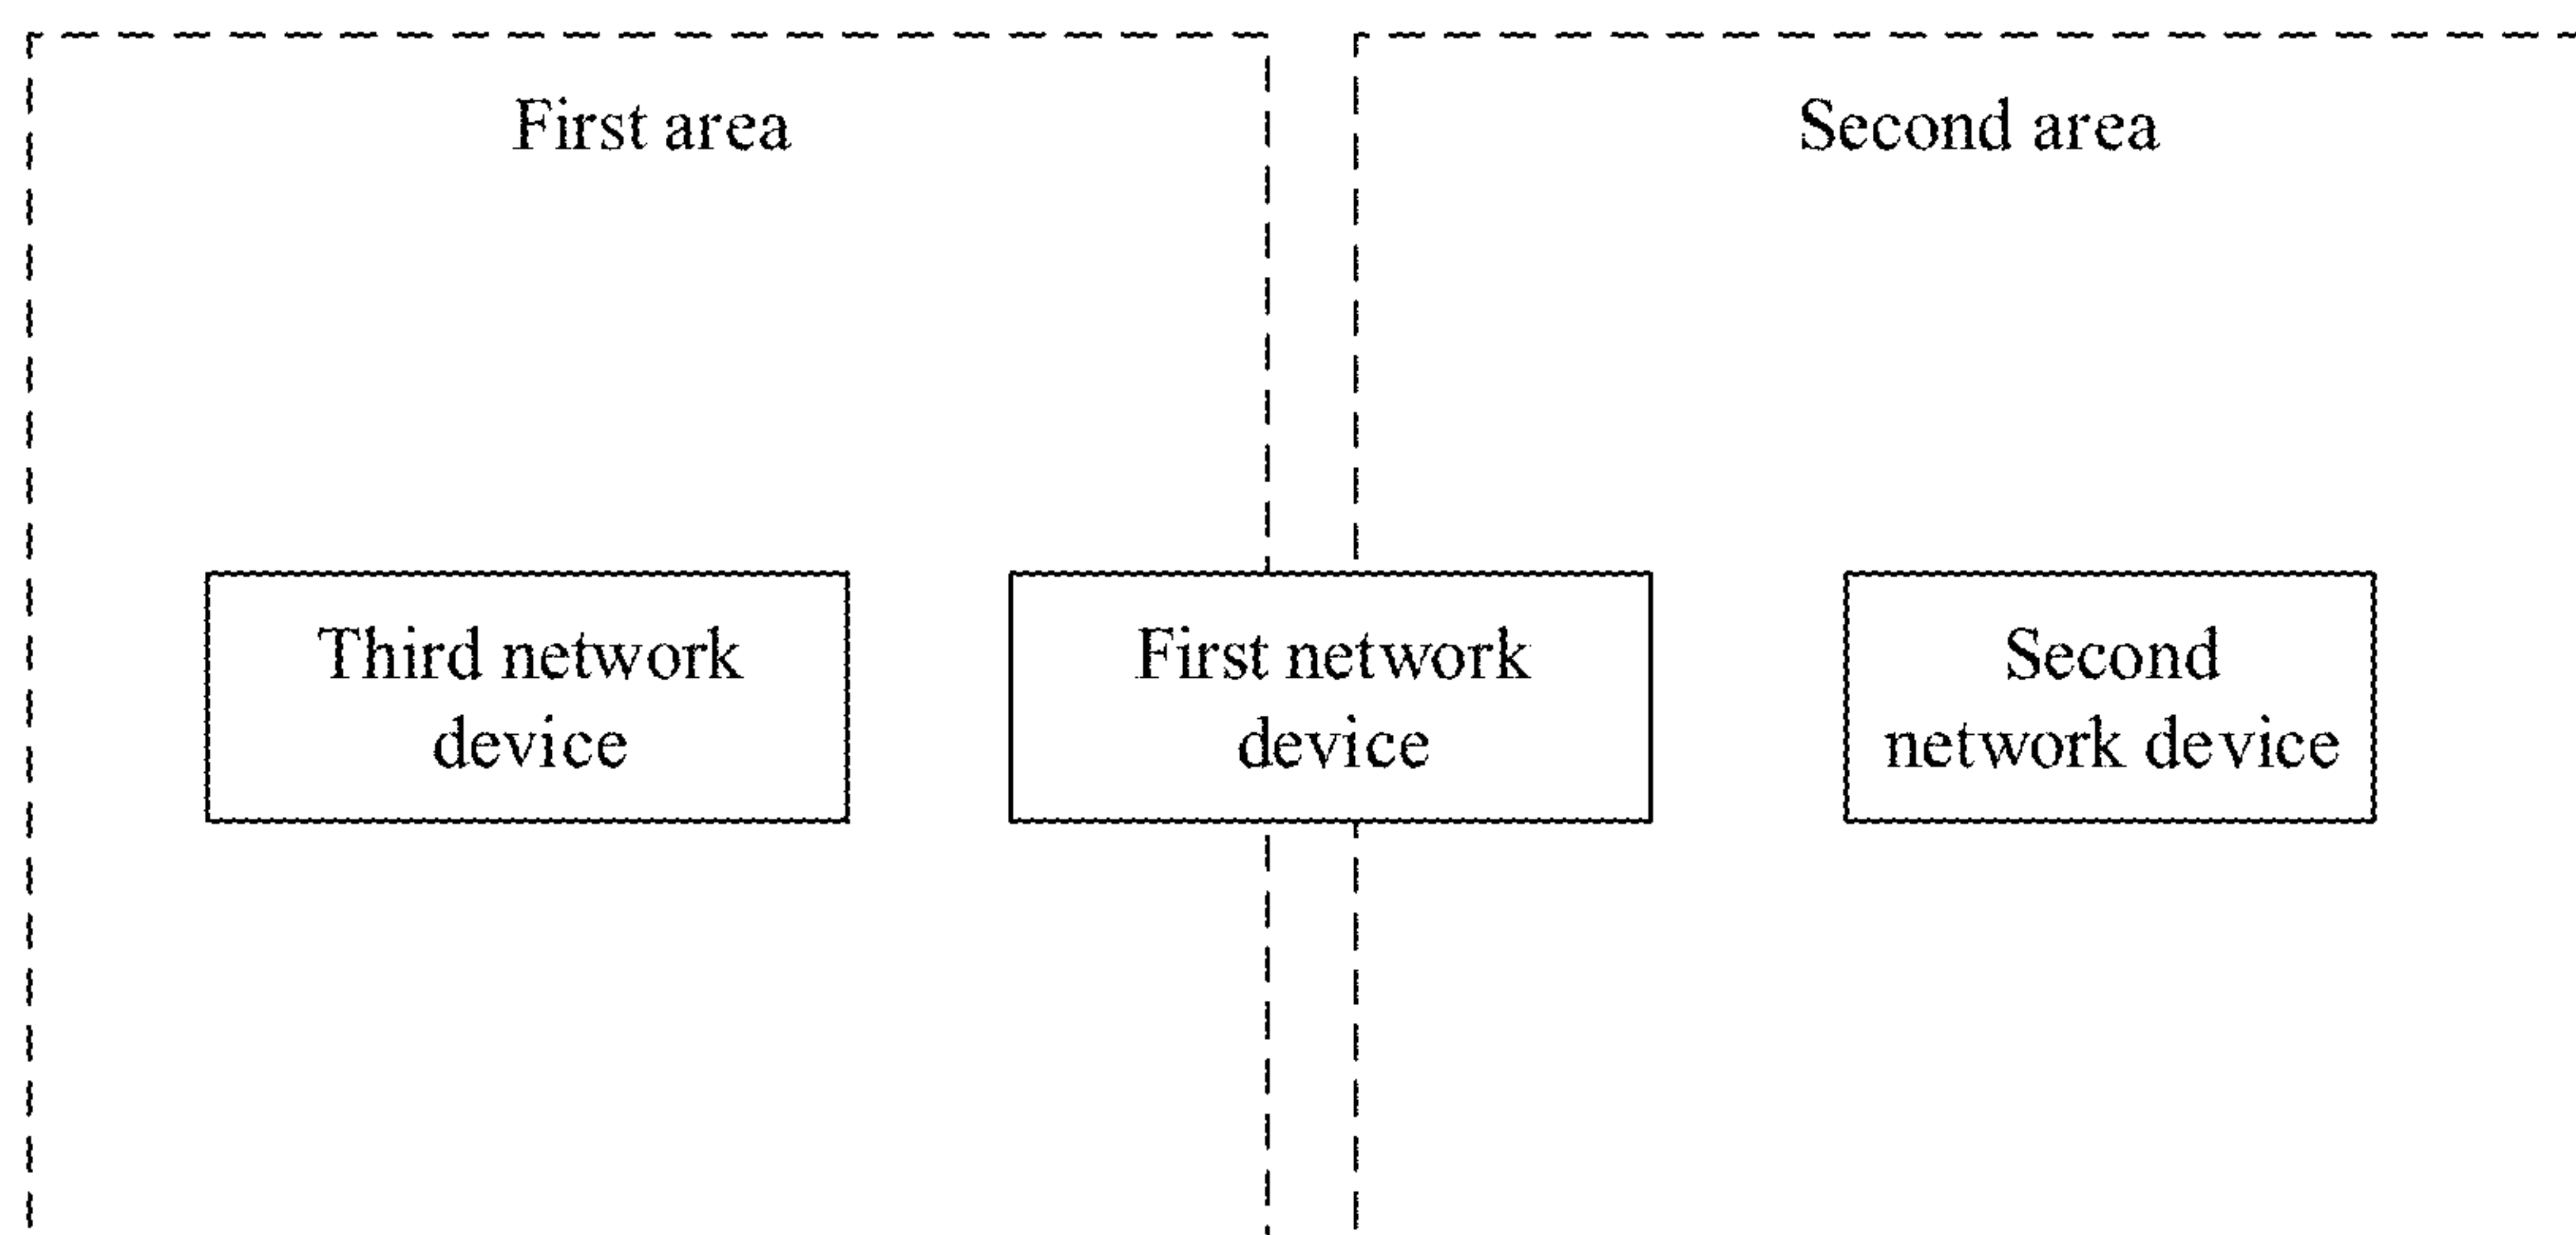 First area
Second area
Third network
device
First network
device
Second
network device